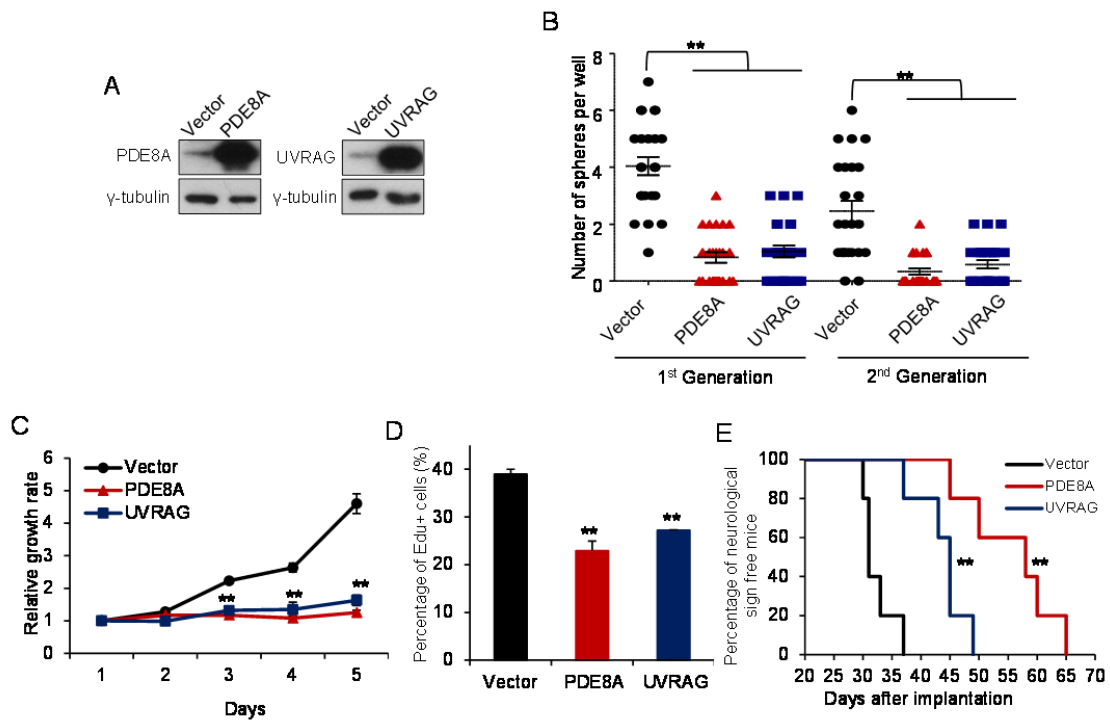 A
Vector
PDE8A
Vector
UVRAG
PDE8A
UVRAG
γ-tubulin
γ-tubulin
B
Number of spheres per well
8
6
4
2
0
**
**
Vector
PDE8A
UVRAG
Vector
PDE8A
UVRAG
1st Generation
2nd Generation
C
Relative growth rate
6
5
4
3
2
1
0
Vector
PDE8A
UVRAG
**
**
**
1 2 3 4 5
Days
D
Percentage of Edu+ cells (%)
40
30
20
10
0
**
**
Vector PDE8A UVRAG
E
Percentage of neurological
sign free mice
100
80
60
40
20
0
Vector
PDE8A
UVRAG
**
**
20 25 30 35 40 45 50 55 60 65 70
Days after implantation